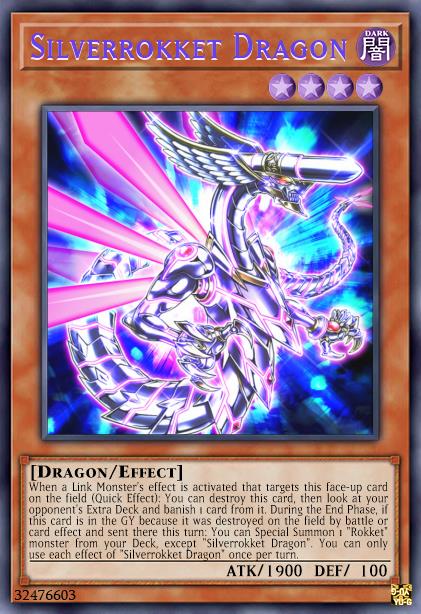 SILVERROKKET DRAGON
DARK
闇
[DRAGON/EFFECT]
When a Link Monster's effect is activated that targets this face-up card
on the field (Quick Effect): You can destroy this card, then look at your
opponent's Extra Deck and banish 1 card from it. During the End Phase, if
this card is in the GY because it was destroyed on the field by battle or
card effect and sent there this turn: You can Special Summon 1 "Rokket"
monster from your Deck, except "Silverrokket Dragon". You can only
use each effect of "Silverrokket Dragon" once per turn.
ATK/1900 DEF/ 100
32476603